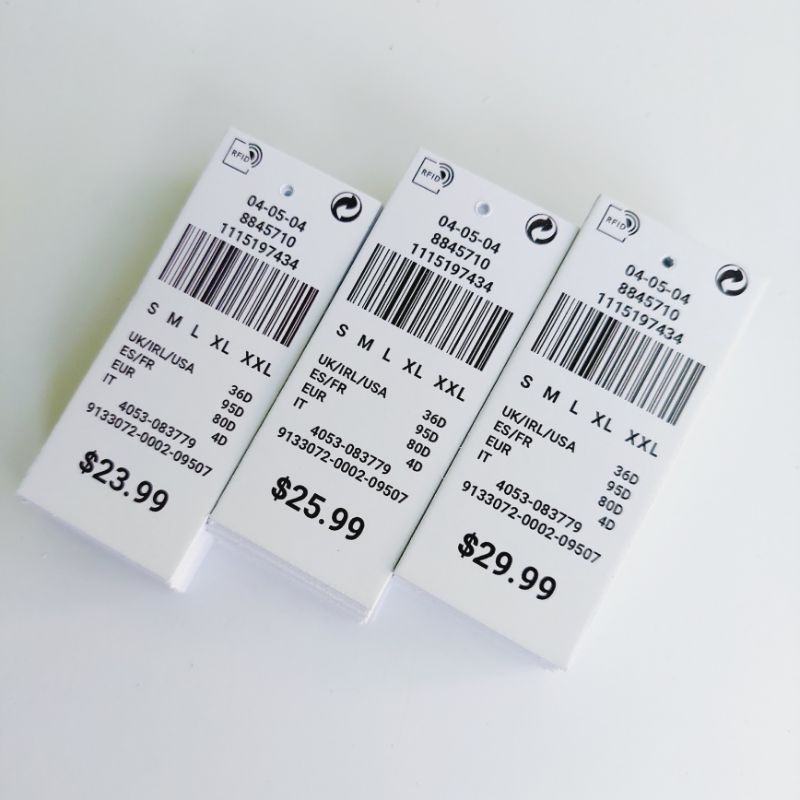 RFID
04-05-04
8845710
1115197434
S M L XL XXL
UK/IRL/USA 36D
ES/FR 95D
EUR 80D
IT 4D
4053-083779
9133072-0002-09507
$23.99
RFID
04-05-04
8845710
1115197434
S M L XL XXL
UK/IRL/USA 36D
ES/FR 95D
EUR 80D
IT 4D
4053-083779
9133072-0002-09507
$25.99
RFID
04-05-04
8845710
1115197434
S M L XL XXL
UK/IRL/USA 36D
ES/FR 95D
EUR 80D
IT 4D
4053-083779
9133072-0002-09507
$29.99